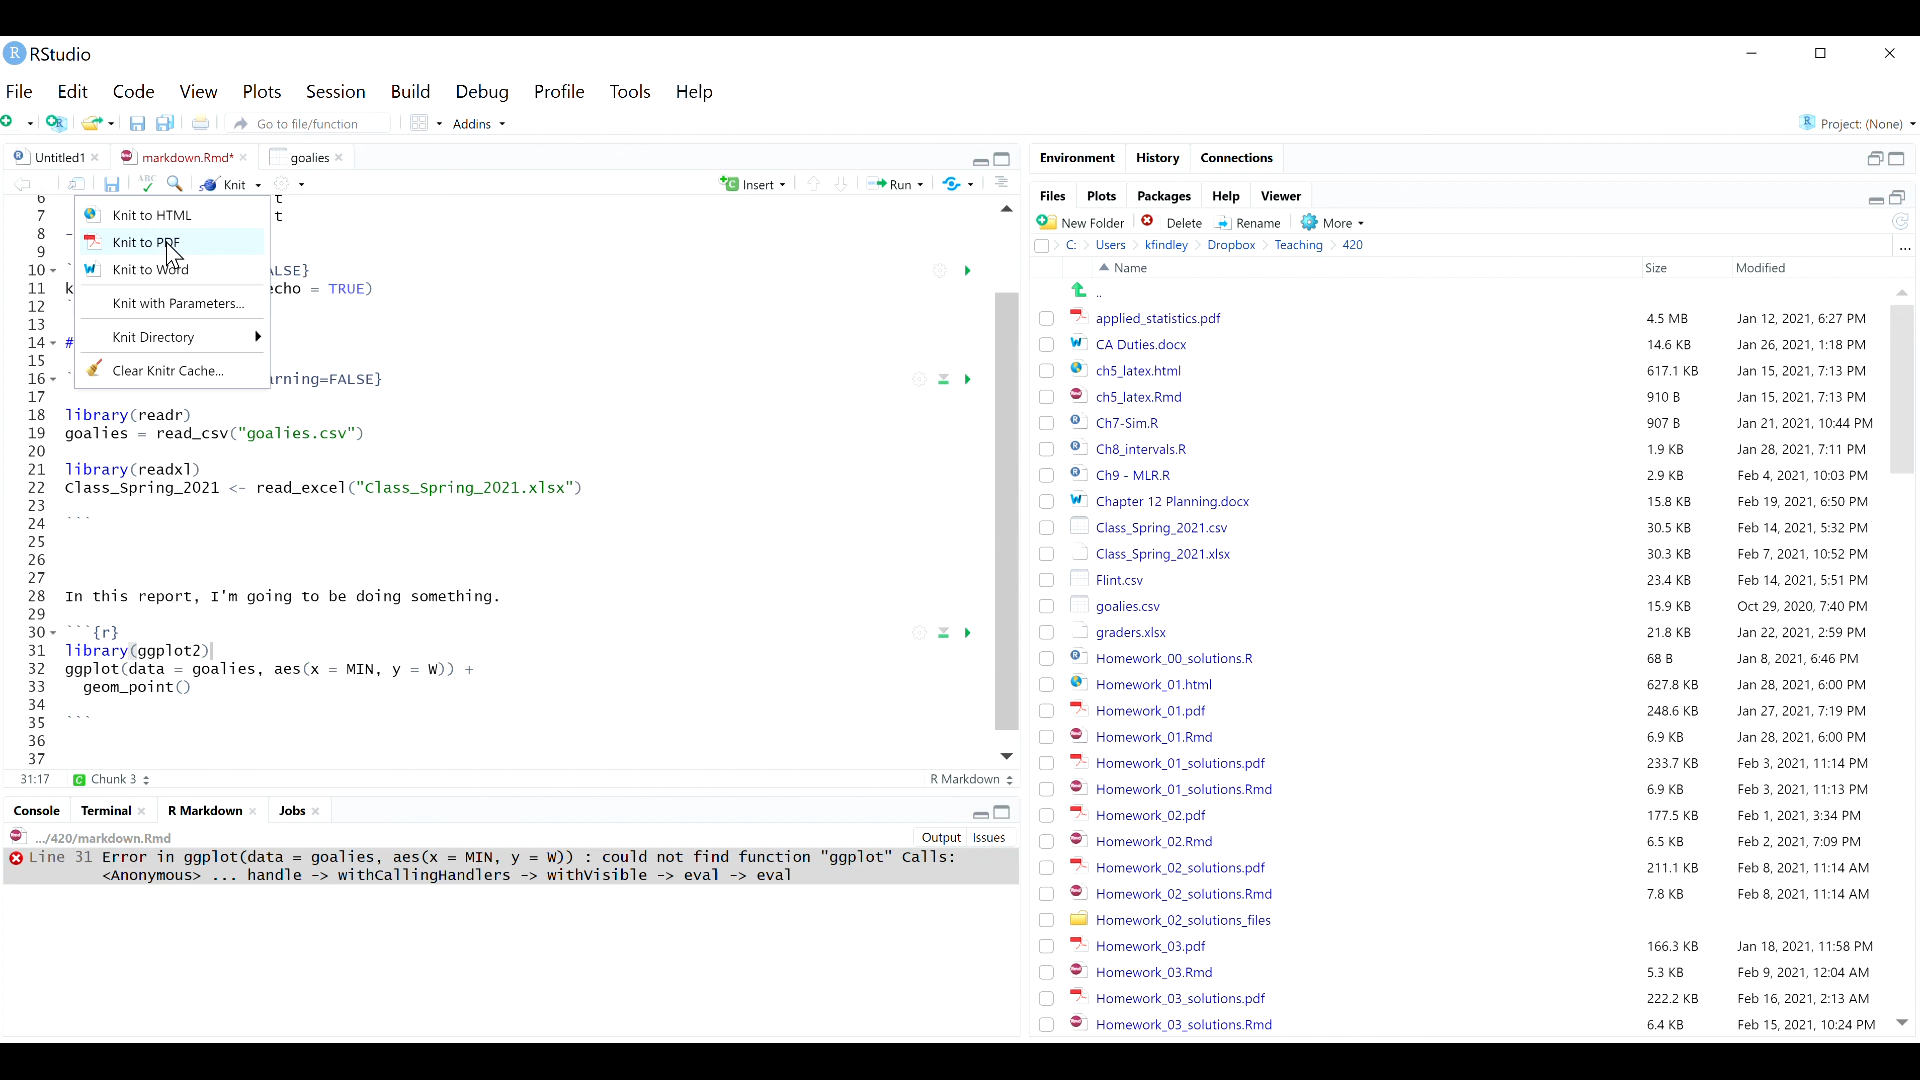 RStudio
File Edit Code View Plots Session Build Debug Profile Tools Help
Go to file/function Addins Project: (None)
Untitled1 markdown.Rmd* goalies
Knit Insert Run
Knit to HTML
Knit to PDF
Knit to Word
Knit with Parameters...
Knit Directory
Clear Knitr Cache...
6 t
7 t
8 -
9
10 ` ALSE}
11 k echo = TRUE)
12 `
13
14 #
15
16 ` arning=FALSE}
17
18 library(readr)
19 goalies = read_csv("goalies.csv")
20
21 library(readxl)
22 Class_Spring_2021 <- read_excel("Class_Spring_2021.xlsx")
23
24 ```
25
26
27
28 In this report, I'm going to be doing something.
29
30 ```{r}
31 library(ggplot2)
32 ggplot(data = goalies, aes(x = MIN, y = W)) +
33 geom_point()
34
35 ```
36
37
31:17 Chunk 3 R Markdown
Console Terminal R Markdown Jobs
.../420/markdown.Rmd Output Issues
Line 31 Error in ggplot(data = goalies, aes(x = MIN, y = W)) : could not find function "ggplot" Calls:
<Anonymous> ... handle -> withCallingHandlers -> withVisible -> eval -> eval
Environment History Connections
Files Plots Packages Help Viewer
New Folder Delete Rename More
C: Users kfindley Dropbox Teaching 420 ...
Name Size Modified
..
applied_statistics.pdf 4.5 MB Jan 12, 2021, 6:27 PM
CA Duties.docx 14.6 KB Jan 26, 2021, 1:18 PM
ch5_latex.html 617.1 KB Jan 15, 2021, 7:13 PM
ch5_latex.Rmd 910 B Jan 15, 2021, 7:13 PM
Ch7-Sim.R 907 B Jan 21, 2021, 10:44 PM
Ch8_intervals.R 1.9 KB Jan 28, 2021, 7:11 PM
Ch9 - MLR.R 2.9 KB Feb 4, 2021, 10:03 PM
Chapter 12 Planning.docx 15.8 KB Feb 19, 2021, 6:50 PM
Class_Spring_2021.csv 30.5 KB Feb 14, 2021, 5:32 PM
Class_Spring_2021.xlsx 30.3 KB Feb 7, 2021, 10:52 PM
Flint.csv 23.4 KB Feb 14, 2021, 5:51 PM
goalies.csv 15.9 KB Oct 29, 2020, 7:40 PM
graders.xlsx 21.8 KB Jan 22, 2021, 2:59 PM
Homework_00_solutions.R 68 B Jan 8, 2021, 6:46 PM
Homework_01.html 627.8 KB Jan 28, 2021, 6:00 PM
Homework_01.pdf 248.6 KB Jan 27, 2021, 7:19 PM
Homework_01.Rmd 6.9 KB Jan 28, 2021, 6:00 PM
Homework_01_solutions.pdf 233.7 KB Feb 3, 2021, 11:14 PM
Homework_01_solutions.Rmd 6.9 KB Feb 3, 2021, 11:13 PM
Homework_02.pdf 177.5 KB Feb 1, 2021, 3:34 PM
Homework_02.Rmd 6.5 KB Feb 2, 2021, 7:09 PM
Homework_02_solutions.pdf 211.1 KB Feb 8, 2021, 11:14 AM
Homework_02_solutions.Rmd 7.8 KB Feb 8, 2021, 11:14 AM
Homework_02_solutions_files
Homework_03.pdf 166.3 KB Jan 18, 2021, 11:58 PM
Homework_03.Rmd 5.3 KB Feb 9, 2021, 12:04 AM
Homework_03_solutions.pdf 222.2 KB Feb 16, 2021, 2:13 AM
Homework_03_solutions.Rmd 6.4 KB Feb 15, 2021, 10:24 PM